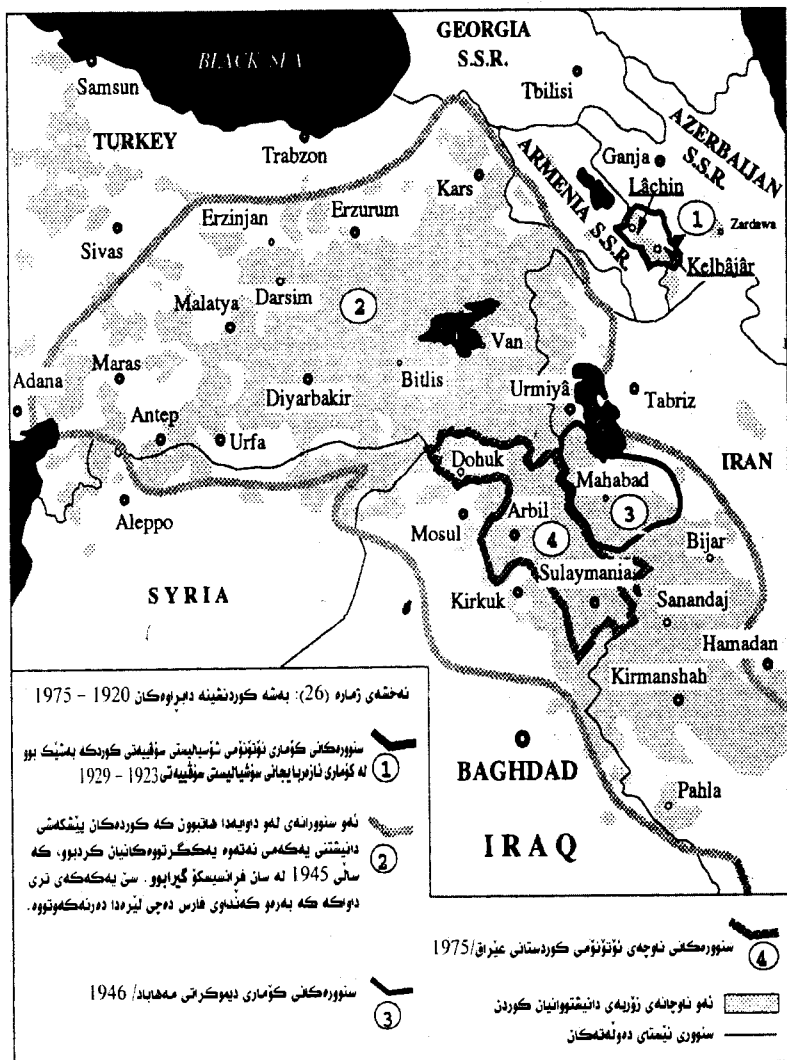 BLACK SEA
GEORGIA
S.S.R.
Samsun
Tbilisi
TURKEY
Trabzon
AZERBAIJAN
S.S.R.
ARMENIA S.S.R.
Ganja
Lâchin
1
Zardawa
Kelbâjâr
Kars
Erzinjan
Erzurum
Sivas
Darsim
2
Malatya
Van
Maras
Adana
Diyarbakir
Bitlis
Urmiyâ
Tabriz
Antep
Urfa
Dohuk
IRAN
Mahabad
Aleppo
Mosul
Arbil
3
4
Bijar
SYRIA
Sulaymania
Kirkuk
Sanandaj
Hamadan
Kirmanshah
BAGHDAD
Pahla
IRAQ
نەخشەی ژمارە (26): بەشە کوردنشینە دابڕاوەکان 1920 – 1975
سنوورەکانی کۆماری ئۆتۆنۆمی شۆسیالیستی سۆڤیەتی کوردکە بەشێک بوو
1
لە کۆماری ئازەربایجانی سۆشیالیستی سۆڤییەتی 1923 – 1929
ئەو سنوورانەی لەو داوایەدا هاتبوون کە کوردەکان پێشکەشی
دانیشتنی یەکەمی نەتەوە یەکگرتووەکانیان کردبوو، کە
2
ساڵی 1945 لە سان فرانسیسکۆ گیرابوو. سێ یەکەکەی تری
داواکە کە بەرەو کەنداوی فارس دەچی لێرەدا دەرنەکەوتووە.
سنوورەکانی کۆماری دیموکراتی مەهاباد/ 1946
3
سنوورەکانی ناوچەی ئۆتۆنۆمی کوردستانی عێراق/1975
4
ئەو ناوچانەی زۆربەی دانیشتووانیان کوردن
سنووری ئێستای دەوڵەتەکان